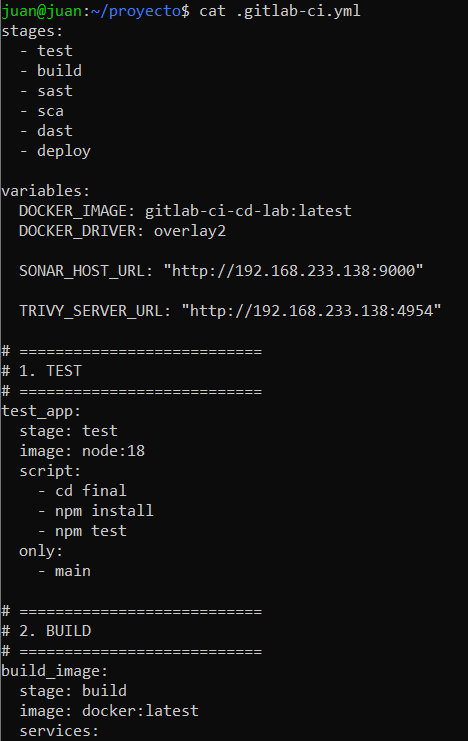 juan@juan:~/proyecto$ cat .gitlab-ci.yml
stages:
  - test
  - build
  - sast
  - sca
  - dast
  - deploy

variables:
  DOCKER_IMAGE: gitlab-ci-cd-lab:latest
  DOCKER_DRIVER: overlay2

  SONAR_HOST_URL: "http://192.168.233.138:9000"

  TRIVY_SERVER_URL: "http://192.168.233.138:4954"

# ===========================
# 1. TEST
# ===========================
test_app:
  stage: test
  image: node:18
  script:
    - cd final
    - npm install
    - npm test
  only:
    - main

# ===========================
# 2. BUILD
# ===========================
build_image:
  stage: build
  image: docker:latest
  services: